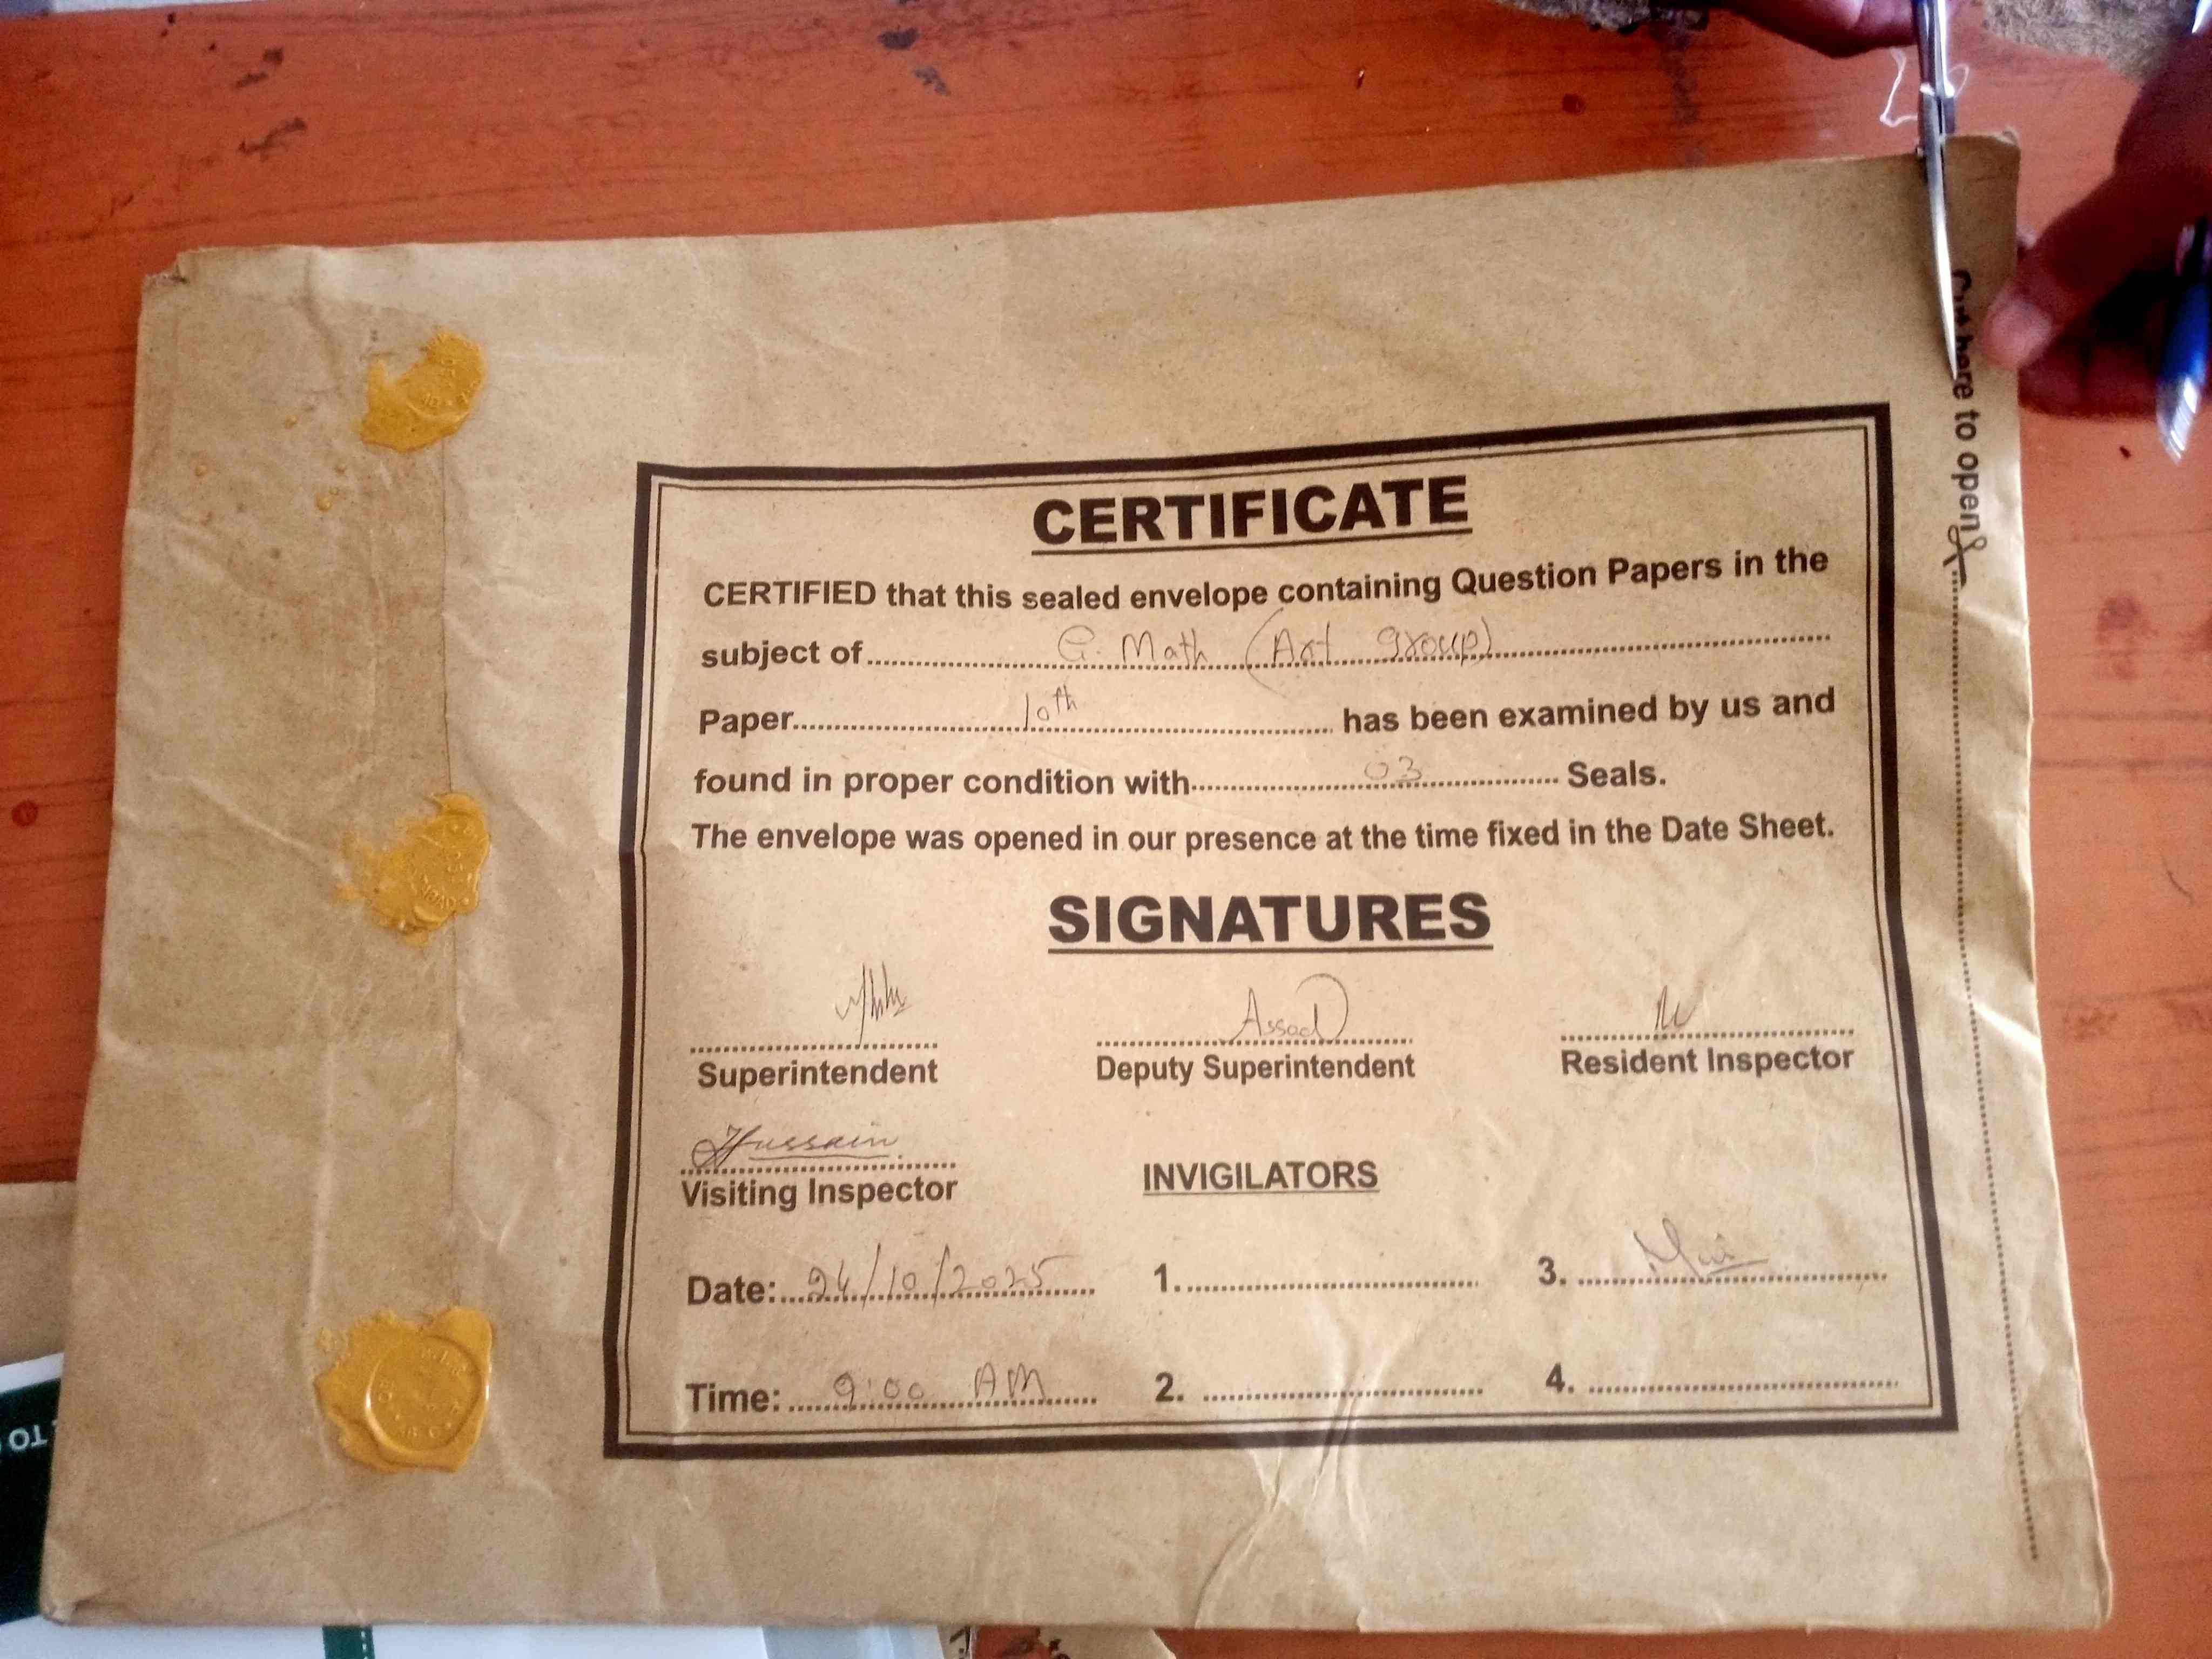 Cut here to open
CERTIFICATE
CERTIFIED that this sealed envelope containing Question Papers in the
subject of G. Math (Art group)
Paper 10th has been examined by us and
found in proper condition with 03 Seals.
The envelope was opened in our presence at the time fixed in the Date Sheet.
SIGNATURES
Assad
Superintendent Deputy Superintendent Resident Inspector
Hussain
Visiting Inspector INVIGILATORS
Date: 24/10/2025 1. 3.
Time: 9:00 AM 2. 4.
TO